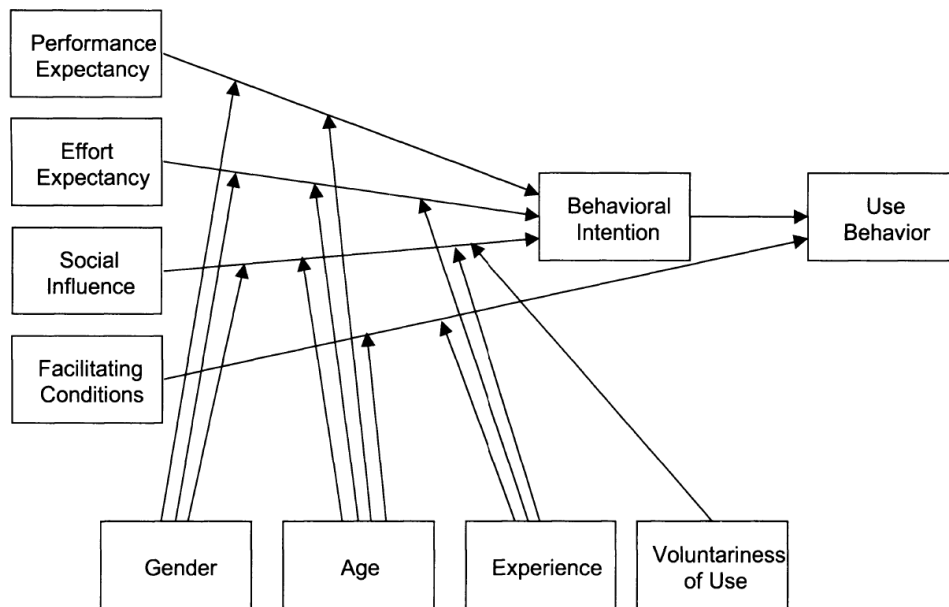 Performance
Expectancy
Effort
Expectancy
Social
Influence
Facilitating
Conditions
Behavioral
Intention
Use
Behavior
Gender
Age
Experience
Voluntariness
of Use